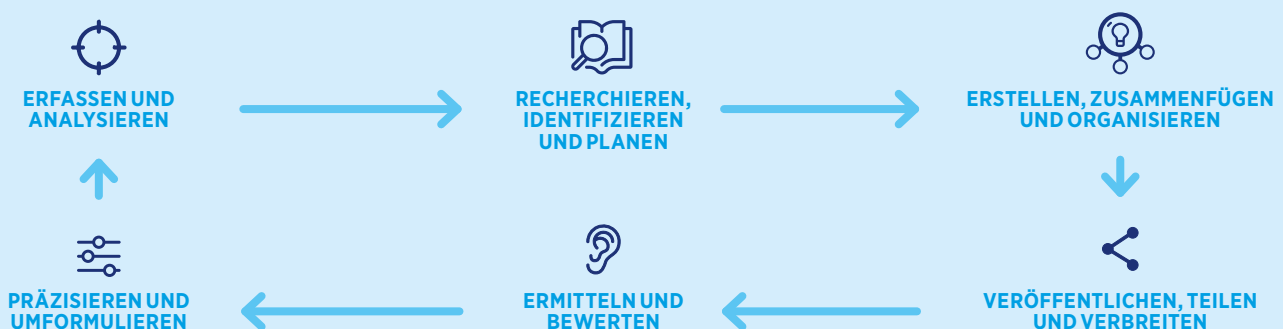 ERFASSEN UND
ANALYSIEREN
RECHERCHIEREN,
IDENTIFIZIEREN
UND PLANEN
ERSTELLEN, ZUSAMMENFÜGEN
UND ORGANISIEREN
PRÄZISIEREN UND
UMFORMULIEREN
ERMITTELN UND
BEWERTEN
VERÖFFENTLICHEN, TEILEN
UND VERBREITEN